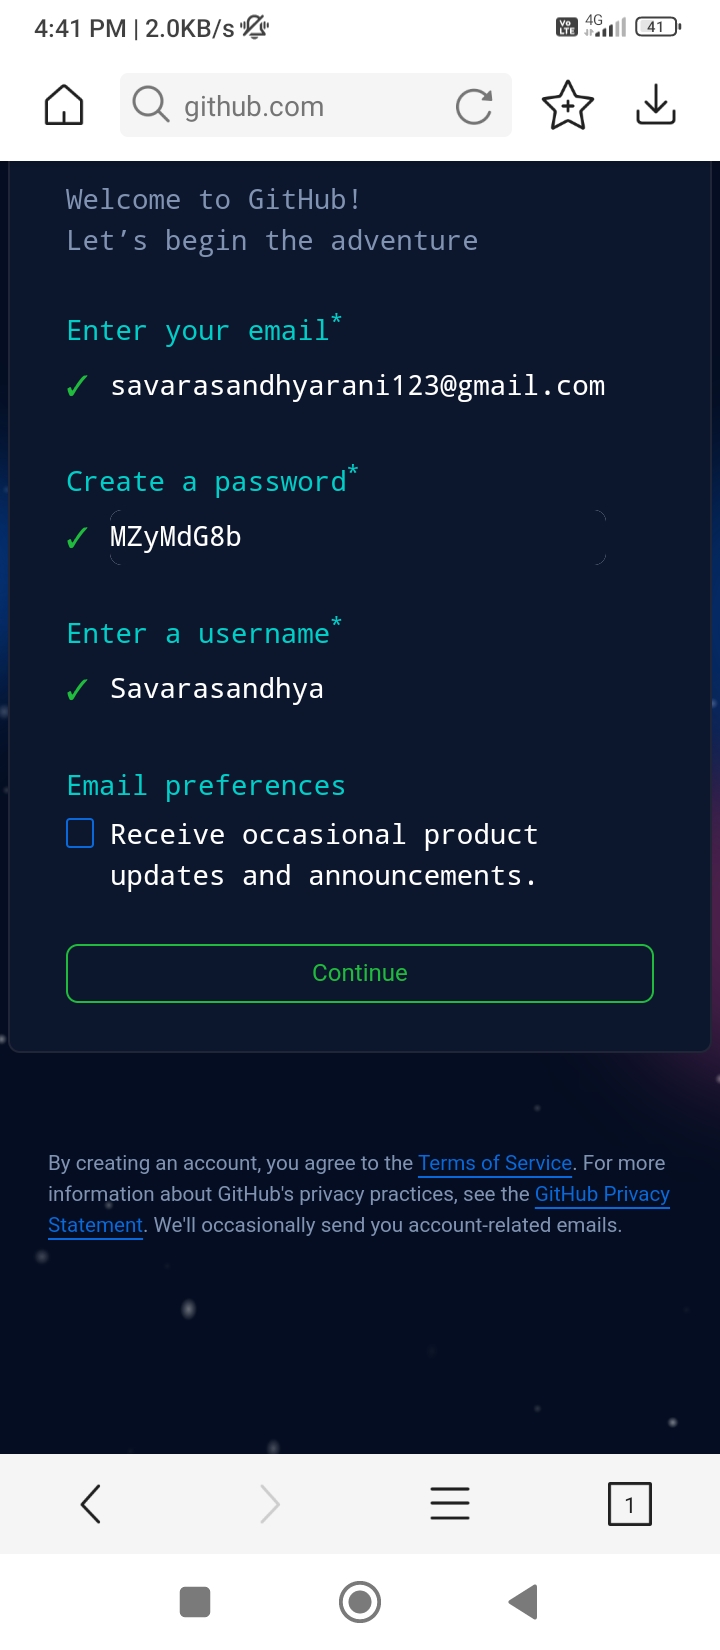 4:41 PM | 2.0KB/s
Vo LTE 4G 41
github.com
Welcome to GitHub!
Let’s begin the adventure
Enter your email*
✓ savarasandhyarani123@gmail.com
Create a password*
✓ MZyMdG8b
Enter a username*
✓ Savarasandhya
Email preferences
Receive occasional product
updates and announcements.
Continue
By creating an account, you agree to the Terms of Service. For more
information about GitHub's privacy practices, see the GitHub Privacy
Statement. We'll occasionally send you account-related emails.
1